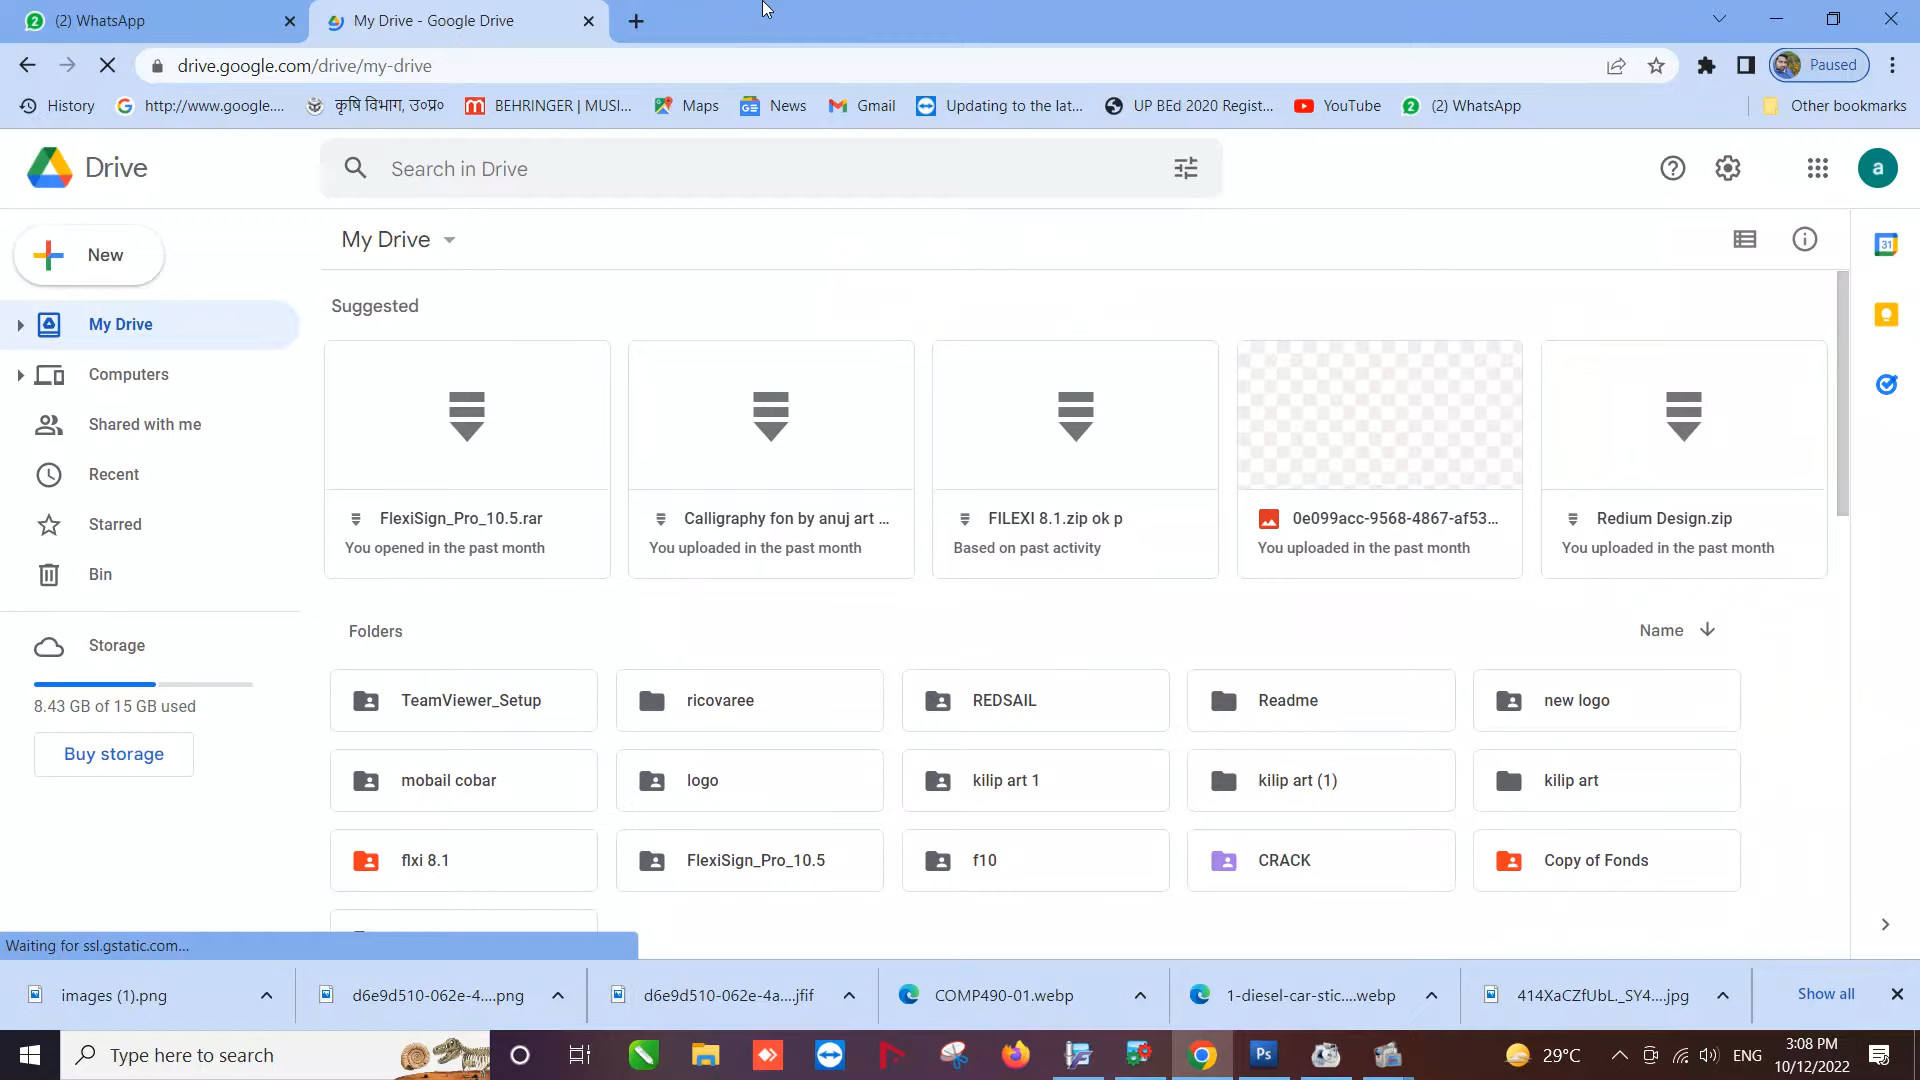 (2) WhatsApp
My Drive - Google Drive
drive.google.com/drive/my-drive
Paused
History
http://www.google....
कृषि विभाग, उ०प्र०
BEHRINGER | MUSI...
Maps
News
Gmail
Updating to the lat...
UP BEd 2020 Regist...
YouTube
2
(2) WhatsApp
Other bookmarks
Drive
Search in Drive
a
New
My Drive
31
Suggested
My Drive
Computers
Shared with me
Recent
Starred
Bin
Storage
8.43 GB of 15 GB used
Buy storage
FlexiSign_Pro_10.5.rar
You opened in the past month
Calligraphy fon by anuj art ...
You uploaded in the past month
FILEXI 8.1.zip ok p
Based on past activity
0e099acc-9568-4867-af53...
You uploaded in the past month
Redium Design.zip
You uploaded in the past month
Folders
Name
TeamViewer_Setup
ricovaree
REDSAIL
Readme
new logo
mobail cobar
logo
kilip art 1
kilip art (1)
kilip art
flxi 8.1
FlexiSign_Pro_10.5
f10
CRACK
Copy of Fonds
Waiting for ssl.gstatic.com...
images (1).png
d6e9d510-062e-4....png
d6e9d510-062e-4a....jfif
COMP490-01.webp
1-diesel-car-stic....webp
414XaCZfUbL._SY4....jpg
Show all
Type here to search
Ps
29°C
ENG
3:08 PM
10/12/2022